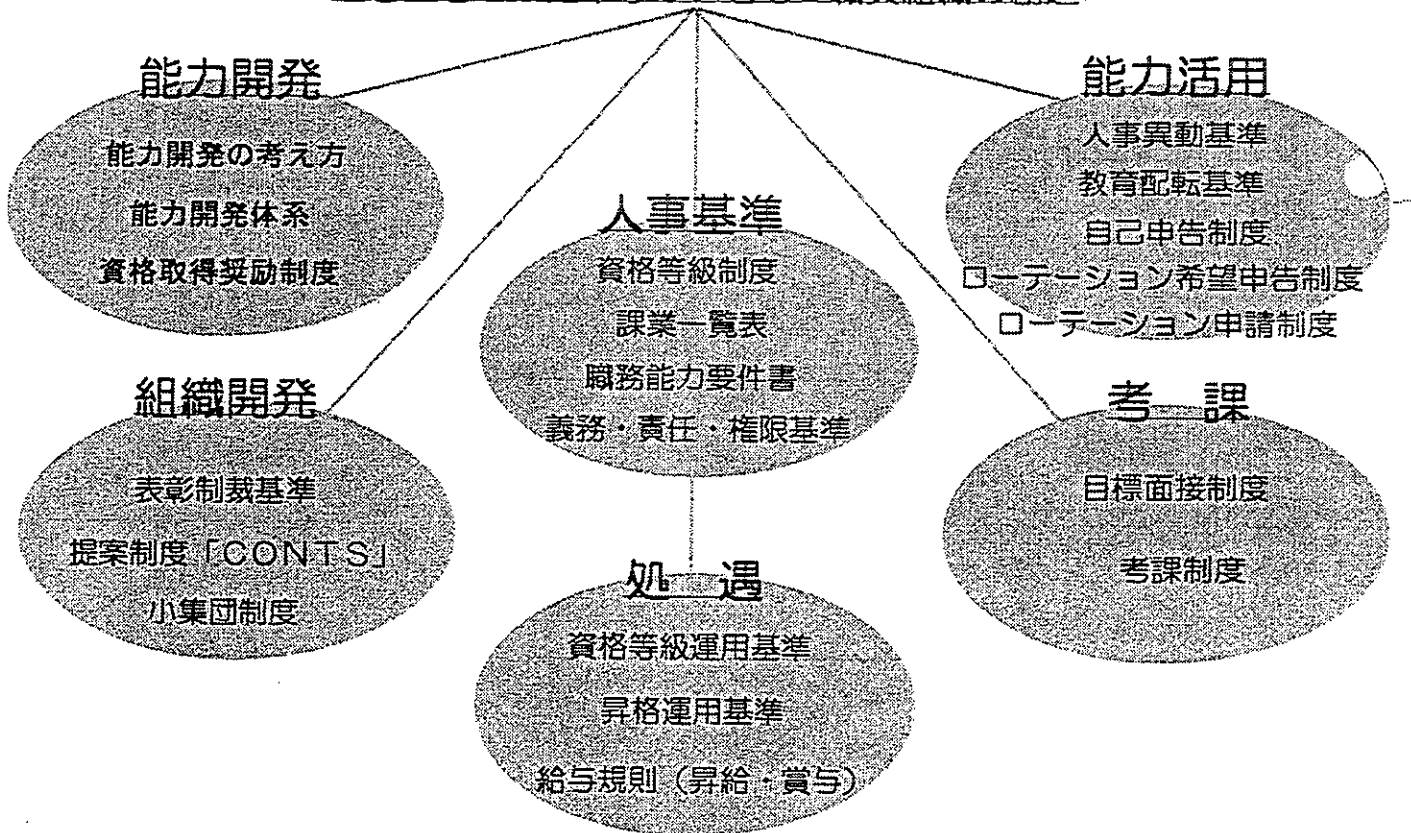 能力開発
能力開発の考え方
能力開発体系
資格取得奨励制度
能力活用
人事異動基準
教育配転基準
自己申告制度
ローテーション希望申告制度
ローテーション申請制度
人事基準
資格等級制度
課業一覧表
職務能力要件書
義務・責任・権限基準
組織開発
表彰制裁基準
提案制度「CONTS」
小集団制度
考 課
目標面接制度
考課制度
処 遇
資格等級運用基準
昇格運用基準
給与規則（昇給・賞与）